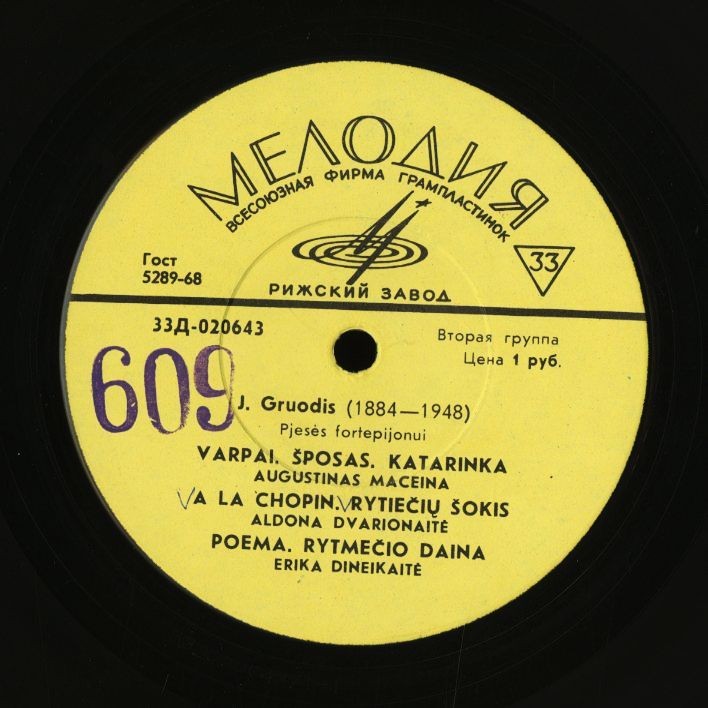 МЕЛОДИЯ
ВСЕСОЮЗНАЯ ФИРМА ГРАМПЛАСТИНОК
33
Гост
5289-68
РИЖСКИЙ ЗАВОД
33Д-020643
Вторая группа
Цена 1 руб.
609
J. Gruodis (1884—1948)
Pjesės fortepijonui
VARPAI. ŠPOSAS. KATARINKA
AUGUSTINAS MACEINA
A LA CHOPIN. RYTIEČIŲ ŠOKIS
ALDONA DVARIONAITĖ
POEMA. RYTMEČIO DAINA
ERIKA DINEIKAITĖ